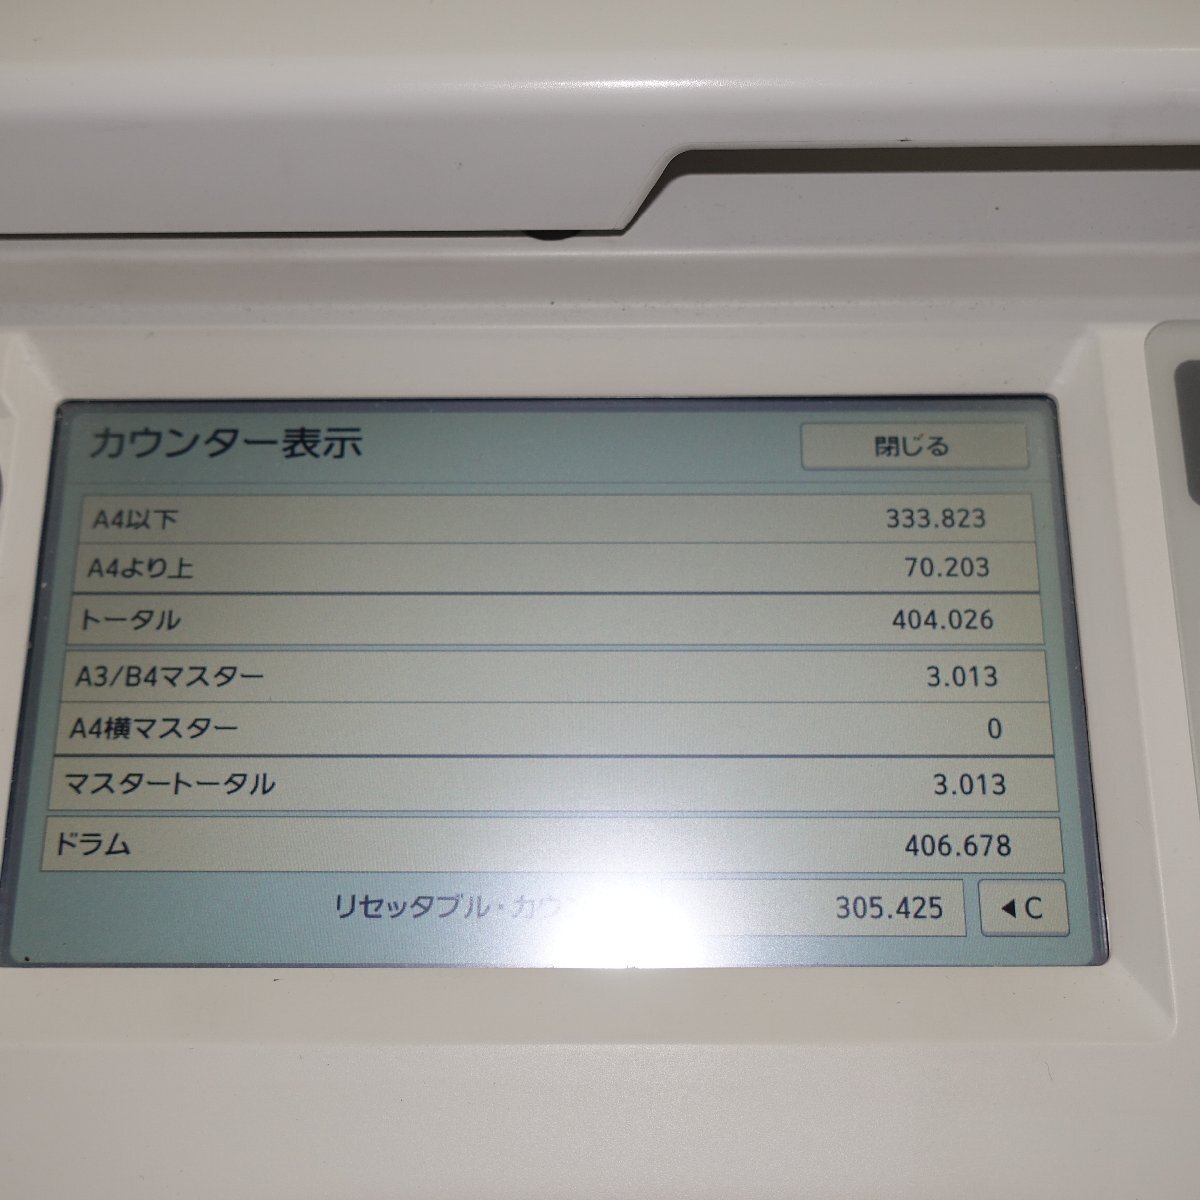 カウンター表示
閉じる
A4以下 333.823
A4より上 70.203
トータル 404.026
A3/B4マスター 3.013
A4横マスター 0
マスタートータル 3.013
ドラム 406.678
リセッタブル・カウ 305.425 ◀C